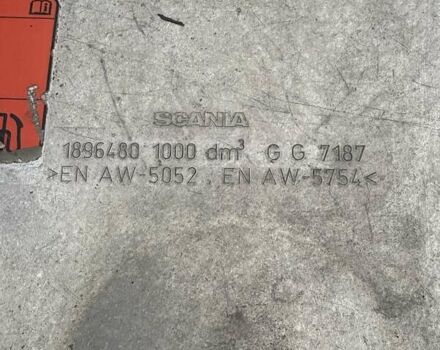 SCANIA
1896480 1000 dm³ G G 7187
>EN AW-5052 , EN AW-5754<